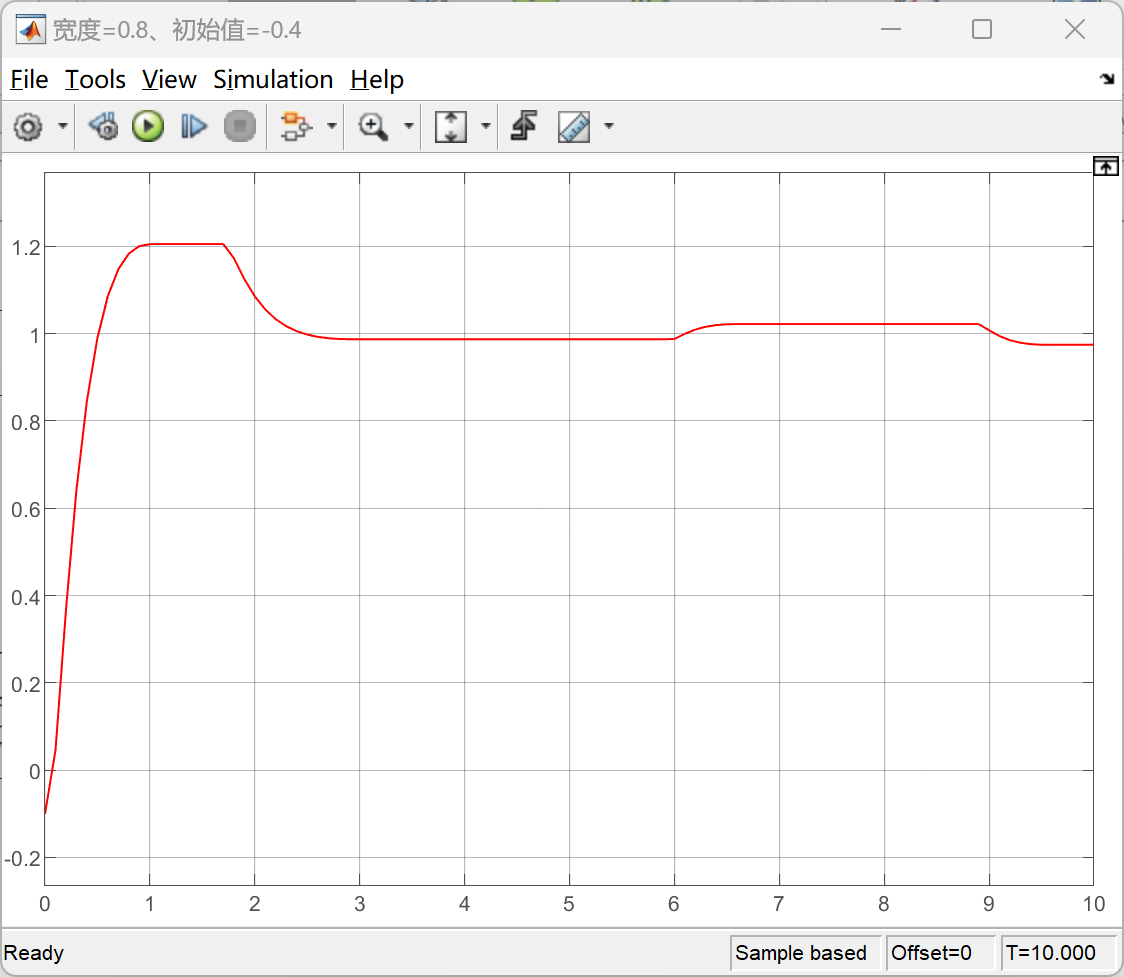 宽度=0.8、初始值=-0.4
File Tools View Simulation Help
1.2
1
0.8
0.6
0.4
0.2
0
-0.2
0 1 2 3 4 5 6 7 8 9 10
Ready Sample based Offset=0 T=10.000